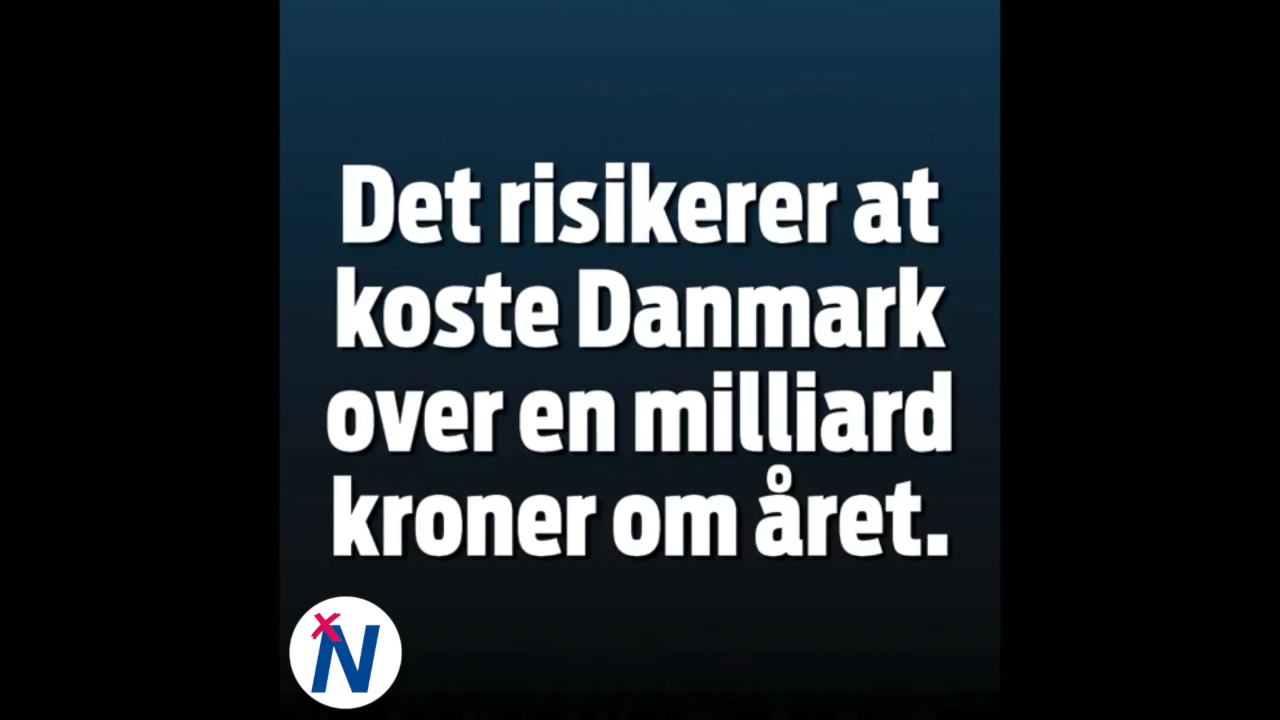 Det risikerer at
koste Danmark
over en milliard
kroner om året.
N